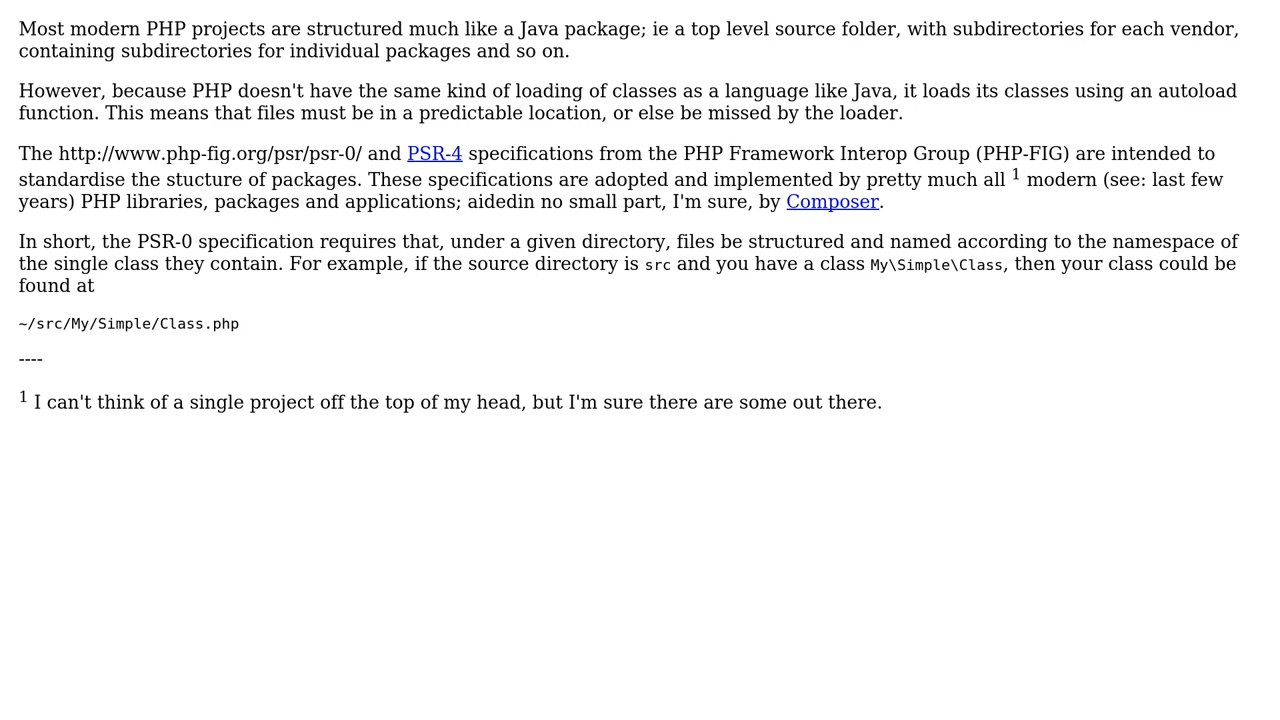 Most modern PHP projects are structured much like a Java package; ie a top level source folder, with subdirectories for each vendor,
containing subdirectories for individual packages and so on.
However, because PHP doesn't have the same kind of loading of classes as a language like Java, it loads its classes using an autoload
function. This means that files must be in a predictable location, or else be missed by the loader.
The http://www.php-fig.org/psr/psr-0/ and PSR-4 specifications from the PHP Framework Interop Group (PHP-FIG) are intended to
standardise the stucture of packages. These specifications are adopted and implemented by pretty much all 1 modern (see: last few
years) PHP libraries, packages and applications; aidedin no small part, I'm sure, by Composer.
In short, the PSR-0 specification requires that, under a given directory, files be structured and named according to the namespace of
the single class they contain. For example, if the source directory is src and you have a class My\Simple\Class, then your class could be
found at
~/src/My/Simple/Class.php
----
1 I can't think of a single project off the top of my head, but I'm sure there are some out there.